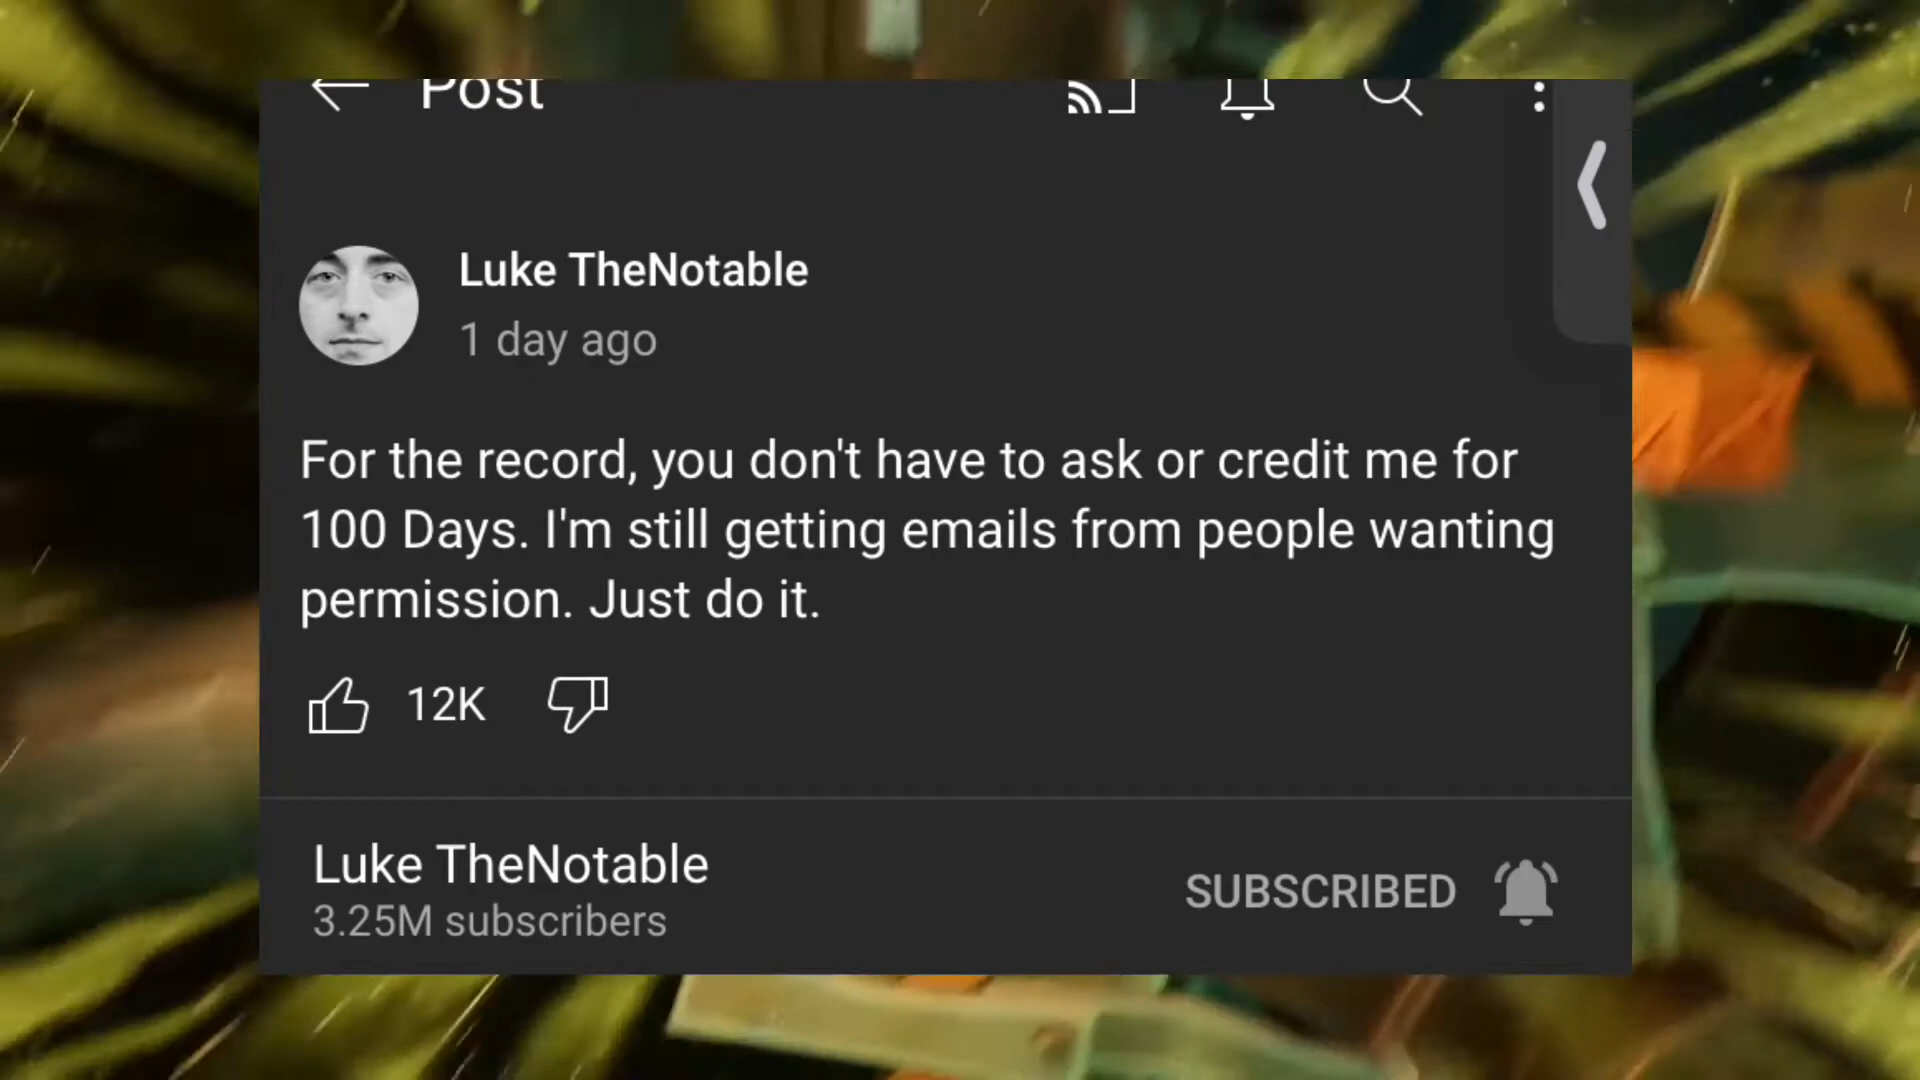 Post
Luke TheNotable
1 day ago
For the record, you don't have to ask or credit me for
100 Days. I'm still getting emails from people wanting
permission. Just do it.
12K
Luke TheNotable
3.25M subscribers
SUBSCRIBED